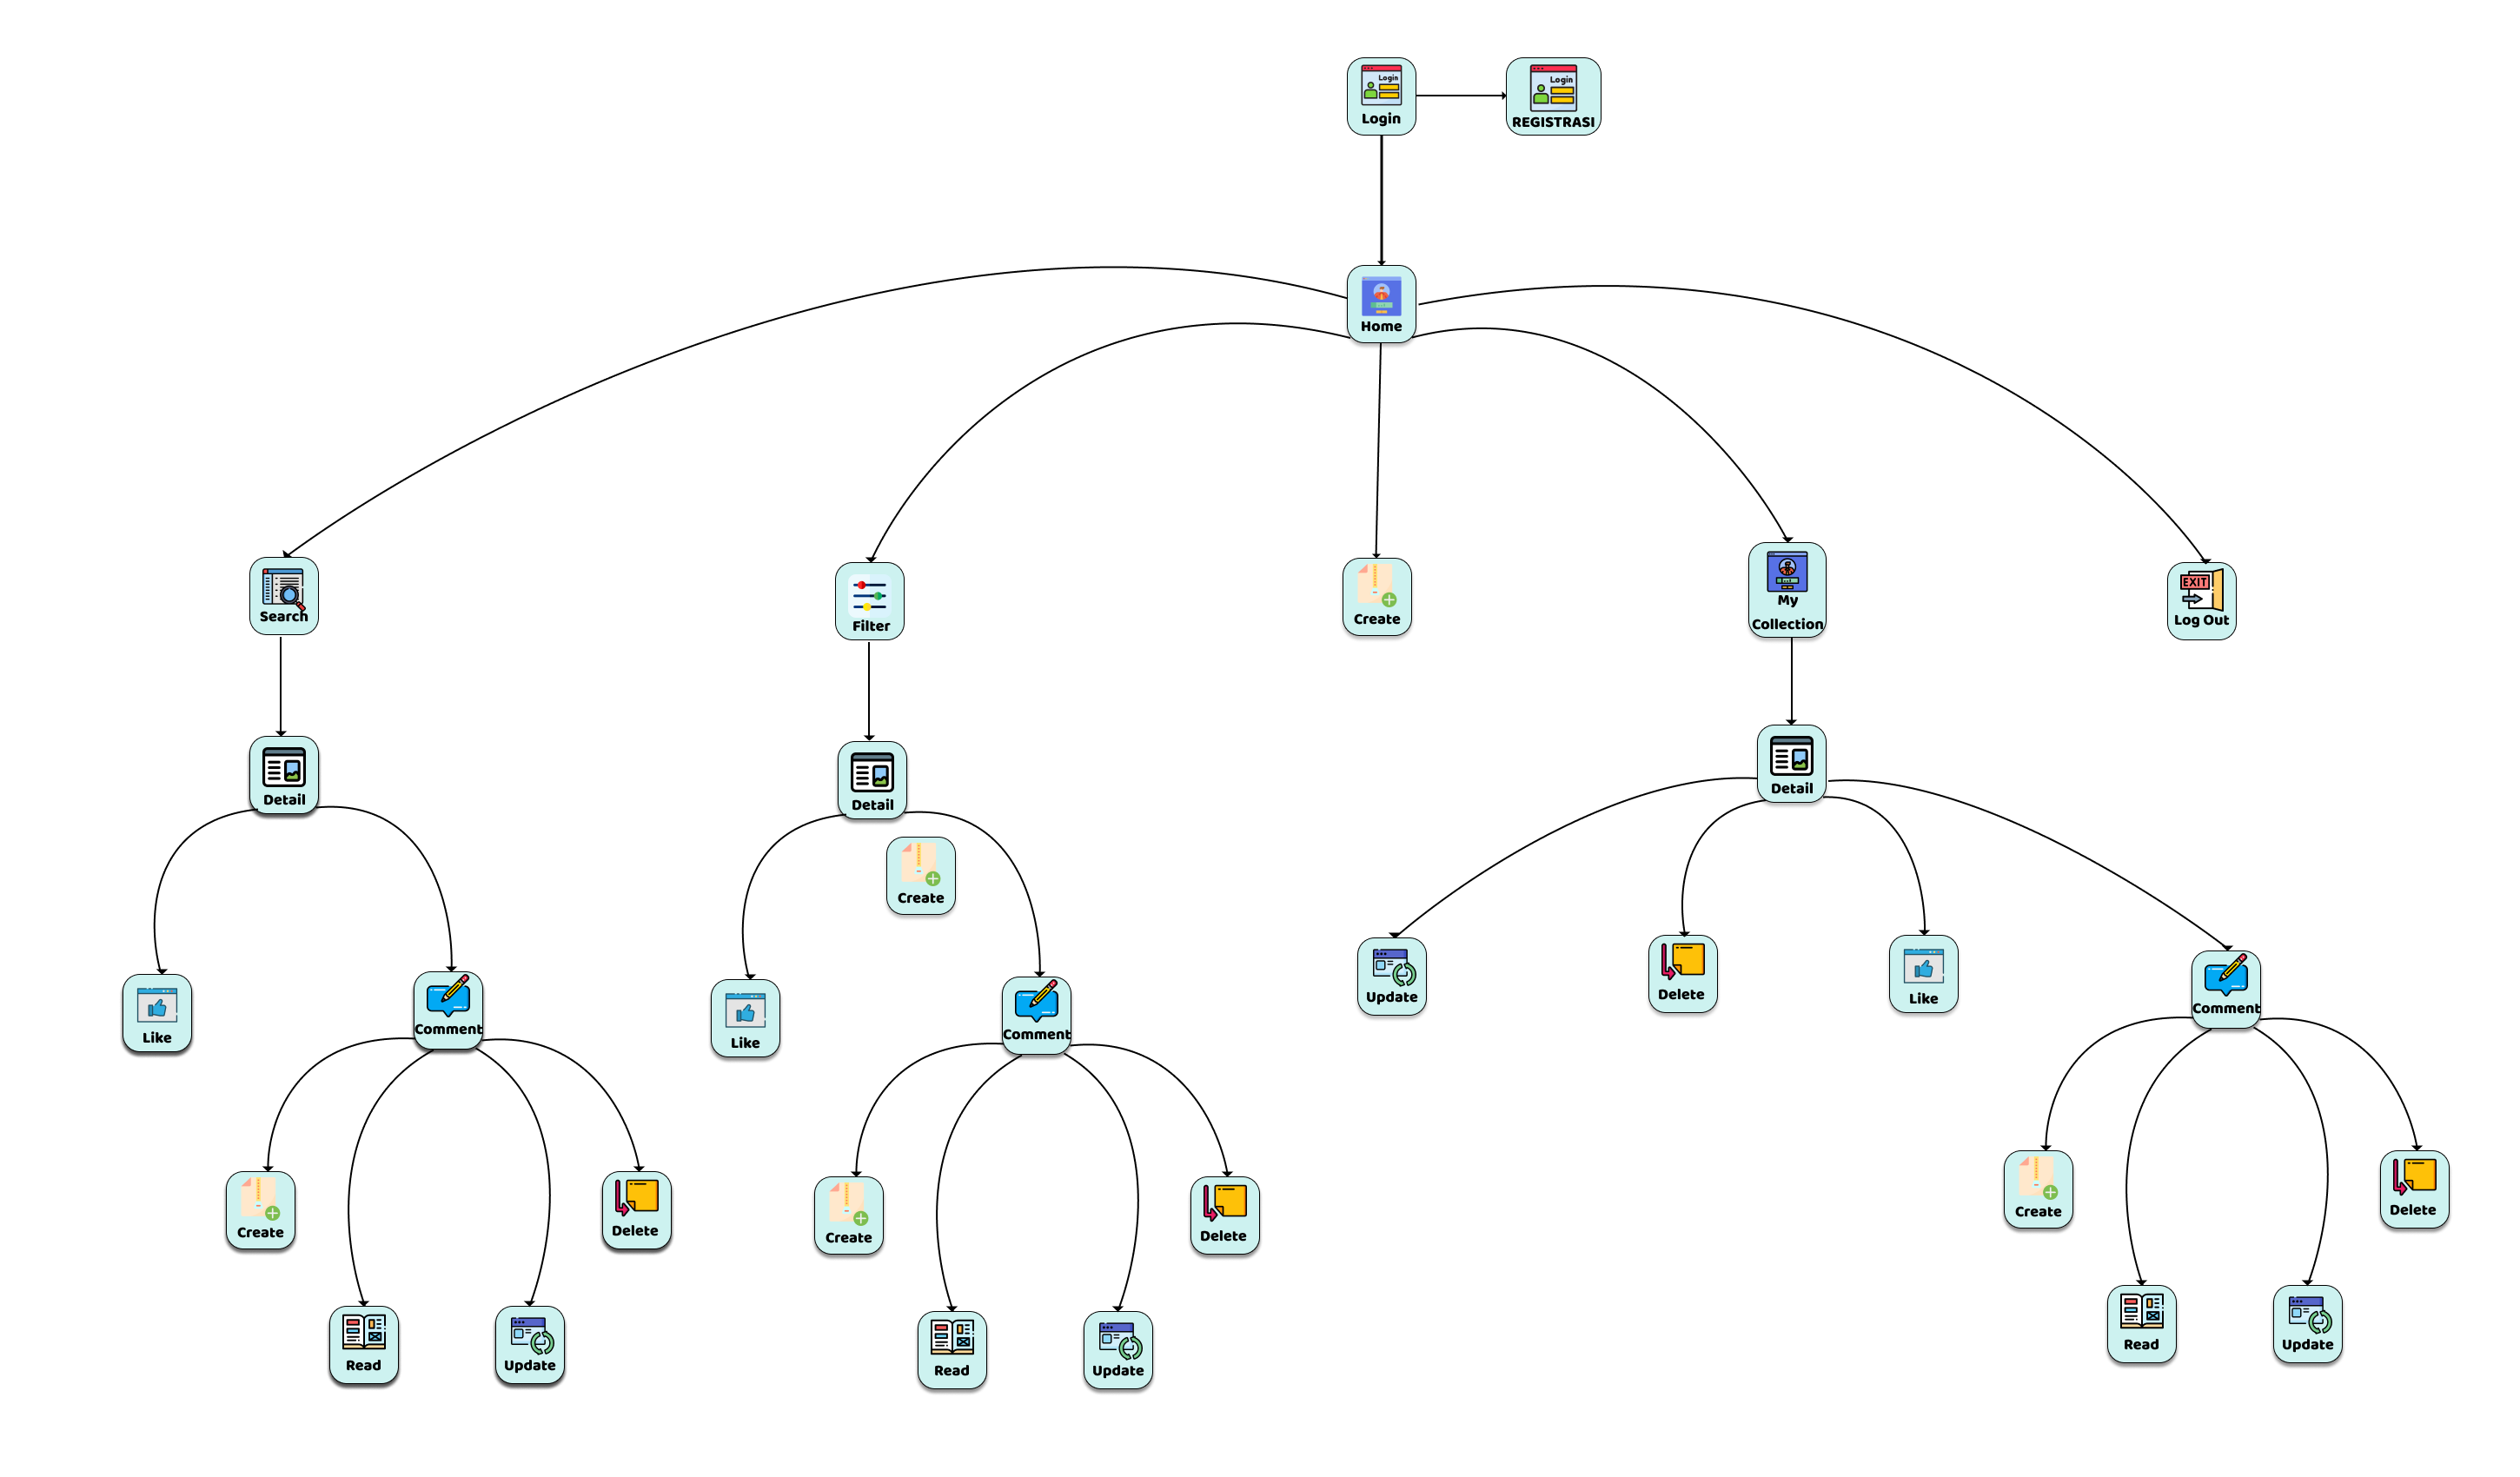 Login
Login
Login
REGISTRASI
Home
Search
Filter
Create
My
Collection
EXIT
Log Out
Detail
Detail
Detail
Create
Like
Comment
Like
Comment
Update
Delete
Like
Comment
Create
Delete
Create
Delete
Create
Delete
Read
Update
Read
Update
Read
Update